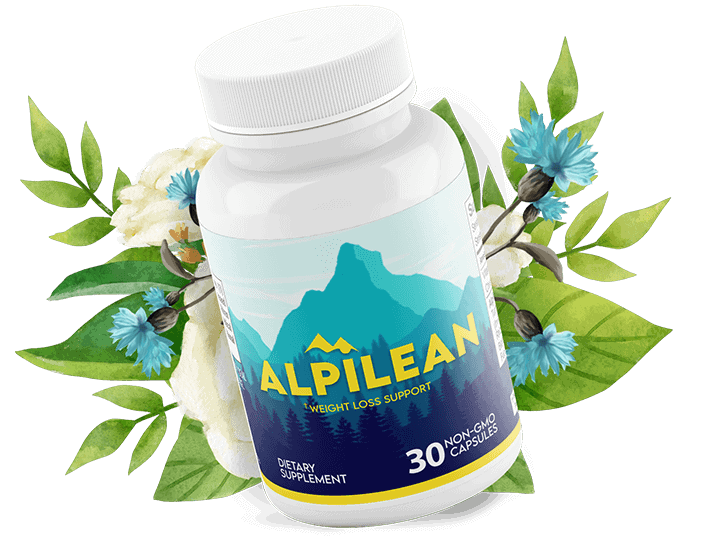 ALPILEAN
WEIGHT LOSS SUPPORT
DIETARY
SUPPLEMENT
30 NON-GMO
CAPSULES